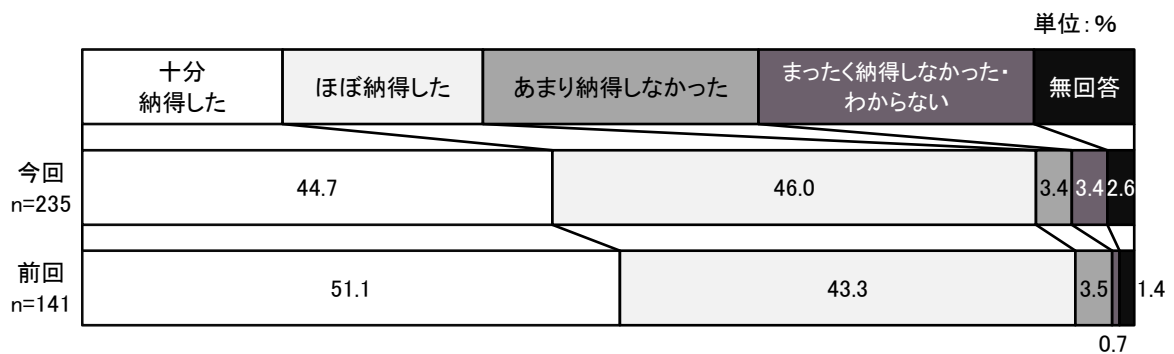 単位：％
十分
納得した
ほぼ納得した
あまり納得しなかった
まったく納得しなかった・
わからない
無回答
今回
n=235
44.7
46.0
3.4
3.4
2.6
前回
n=141
51.1
43.3
3.5
1.4
0.7